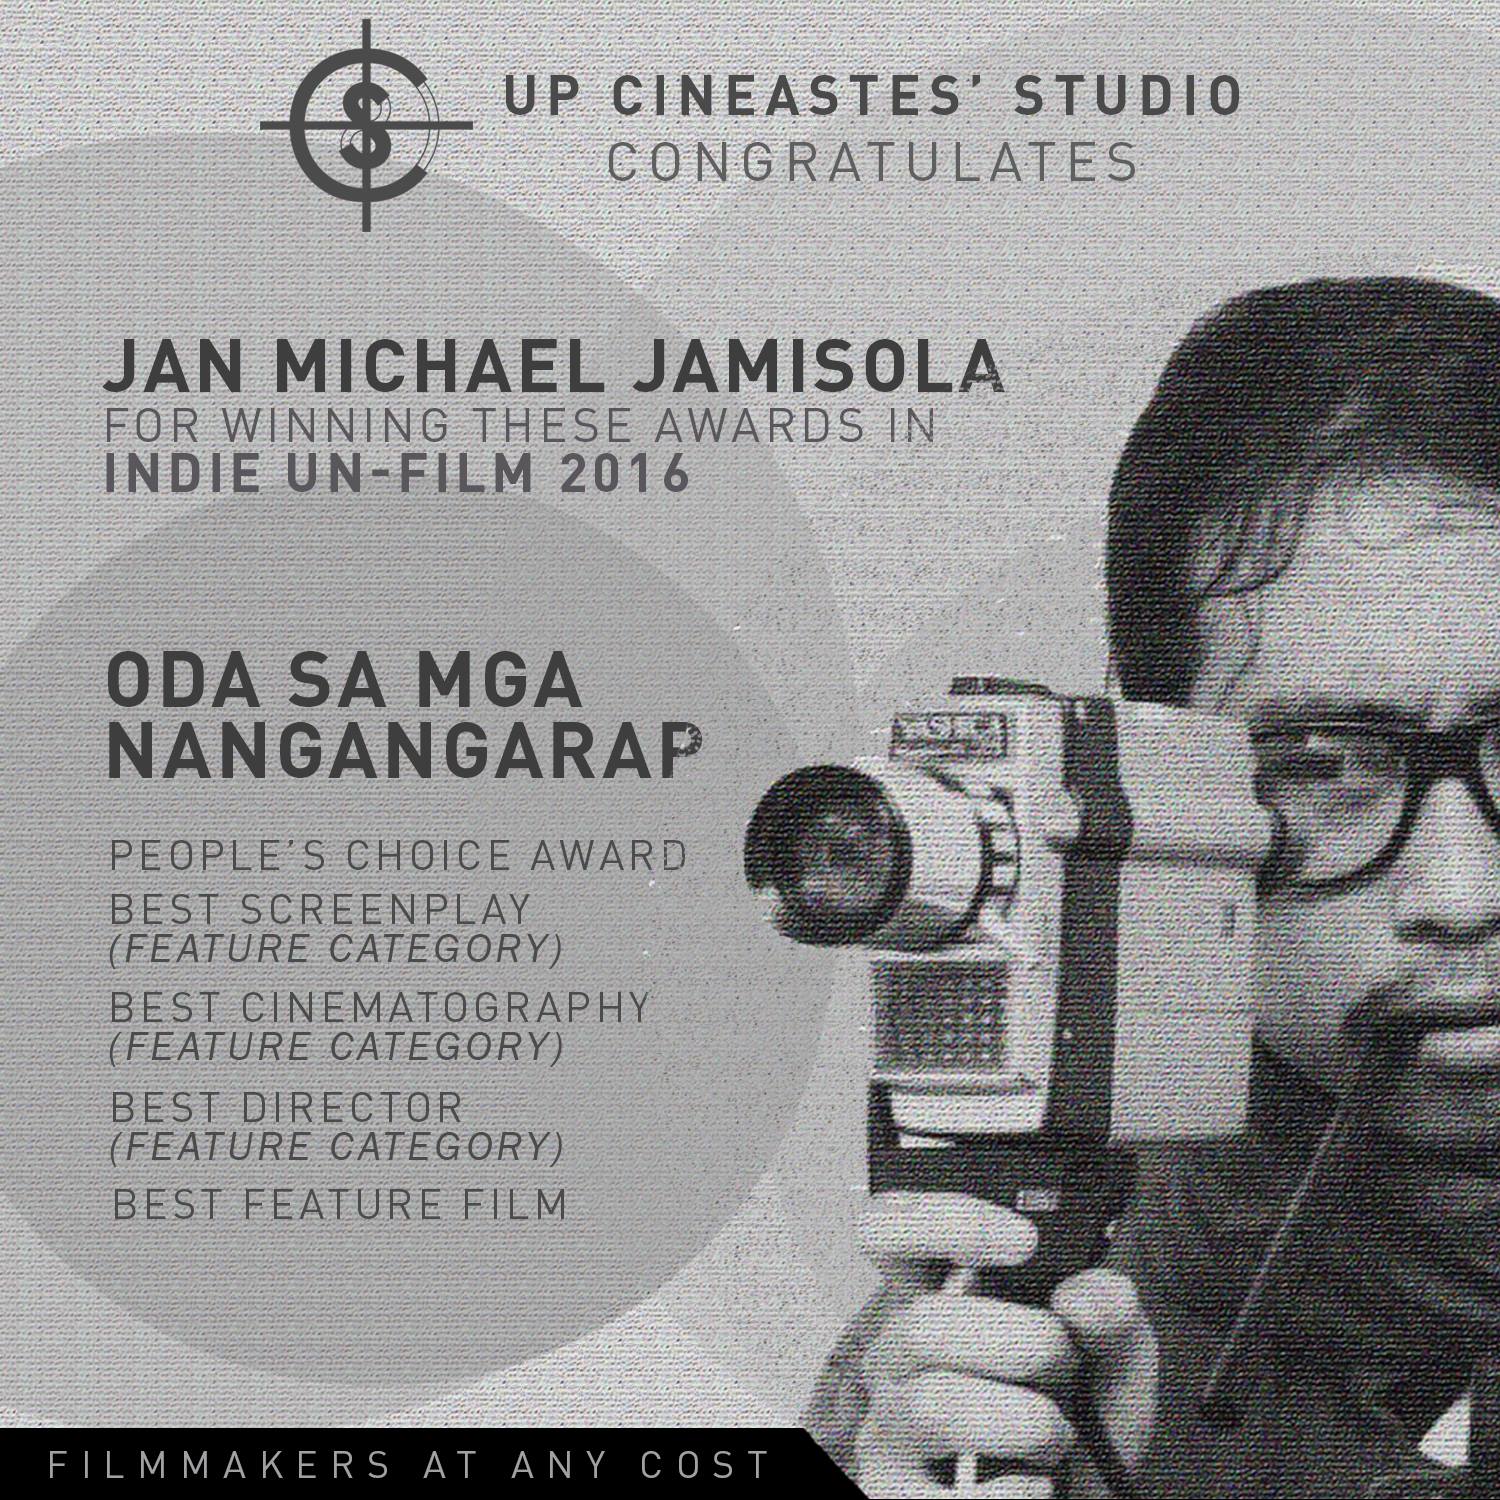 UP CINEASTES' STUDIO
CONGRATULATES
JAN MICHAEL JAMISOLA
FOR WINNING THESE AWARDS IN
INDIE UN-FILM 2016
ODA SA MGA
NANGANGARAP
PEOPLE'S CHOICE AWARD
BEST SCREENPLAY
(FEATURE CATEGORY)
BEST CINEMATOGRAPHY
(FEATURE CATEGORY)
BEST DIRECTOR
(FEATURE CATEGORY)
BEST FEATURE FILM
FILMMAKERS AT ANY COST